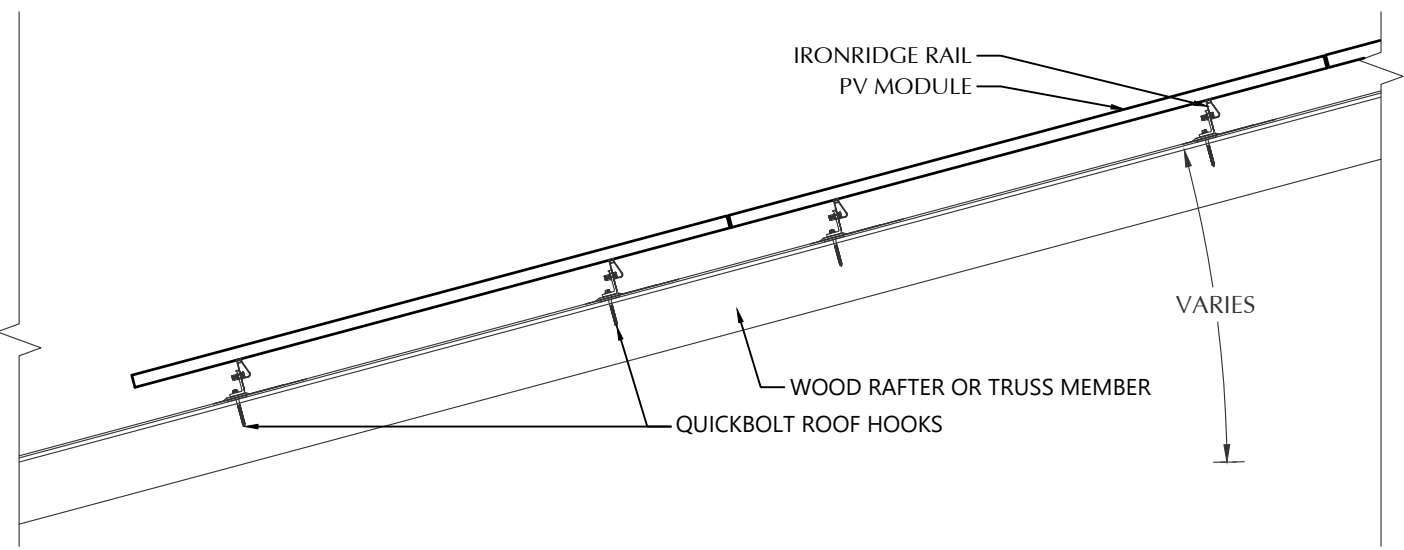 IRONRIDGE RAIL
PV MODULE
VARIES
WOOD RAFTER OR TRUSS MEMBER
QUICKBOLT ROOF HOOKS